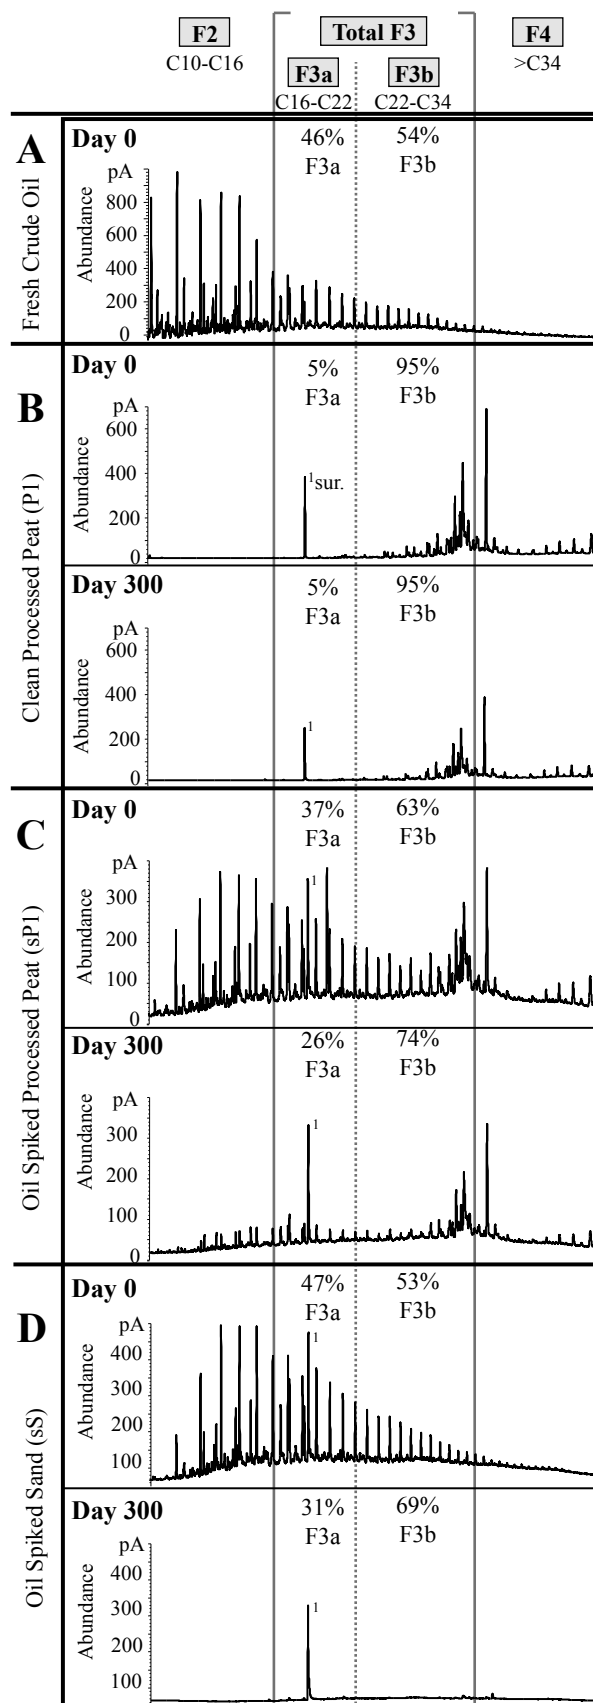 F2 Total F3 F4
C10-C16 >C34
F3a F3b
C16-C22 C22-C34
A
Fresh Crude Oil
Day 0 46% 54%
F3a F3b
pA
Abundance
800
600
400
200
0
B
Clean Processed Peat (P1)
Day 0 5% 95%
F3a F3b
pA
Abundance
600
400
200
0
1sur.
Day 300 5% 95%
F3a F3b
pA
Abundance
600
400
200
0
1
C
Oil Spiked Processed Peat (sP1)
Day 0 37% 63%
F3a F3b
pA
Abundance
300
200
100
0
1
Day 300 26% 74%
F3a F3b
pA
Abundance
300
200
100
0
1
D
Oil Spiked Sand (sS)
Day 0 47% 53%
F3a F3b
pA
Abundance
400
300
200
100
1
Day 300 31% 69%
F3a F3b
pA
Abundance
400
300
200
100
1